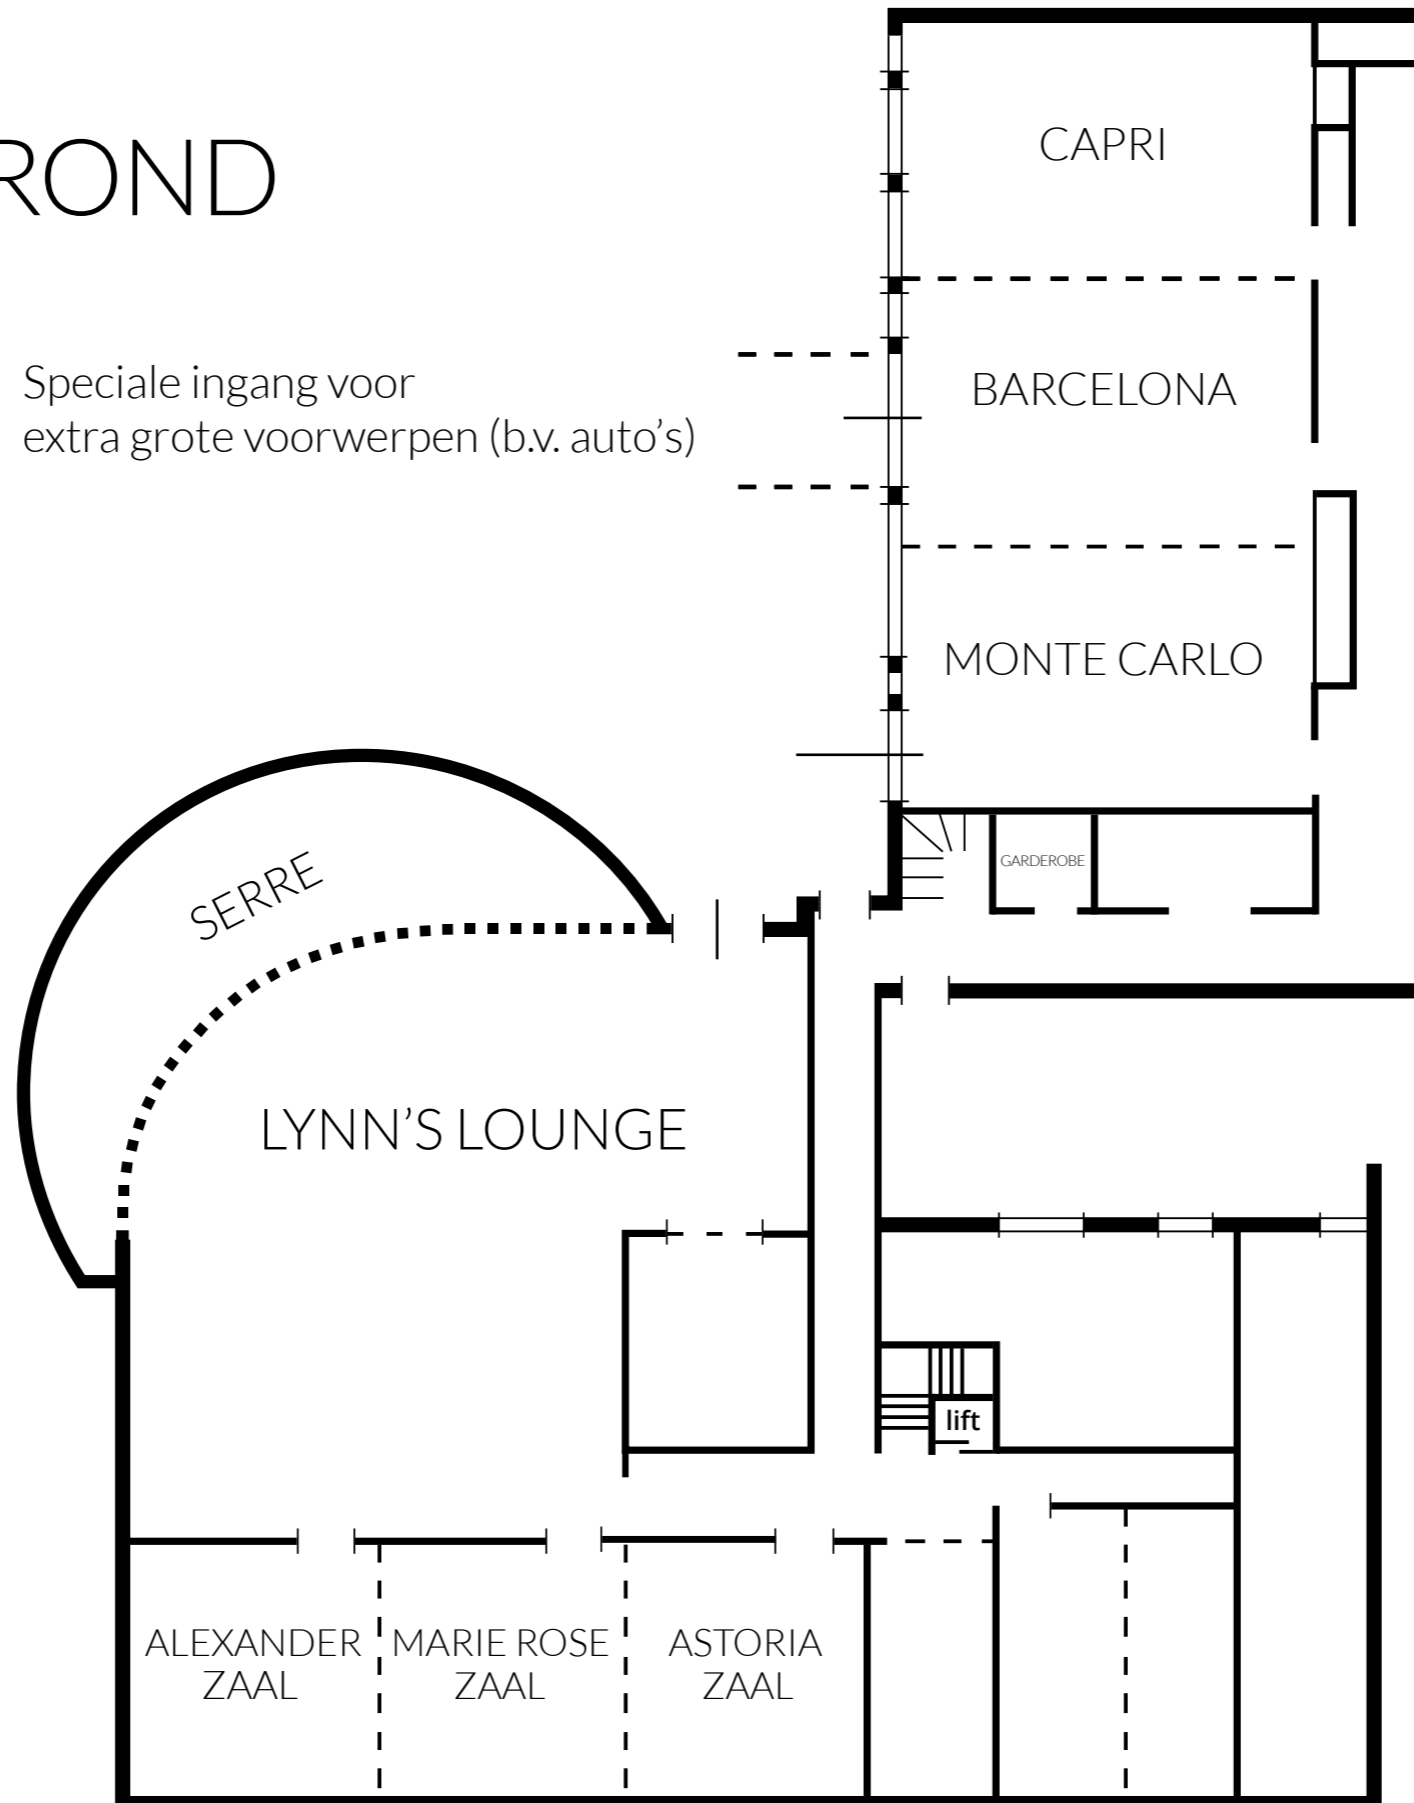 ROND
CAPRI
Speciale ingang voor
extra grote voorwerpen (b.v. auto's)
BARCELONA
MONTE CARLO
GARDEROBE
SERRE
LYNN'S LOUNGE
lift
ALEXANDER
ZAAL
MARIE ROSE
ZAAL
ASTORIA
ZAAL